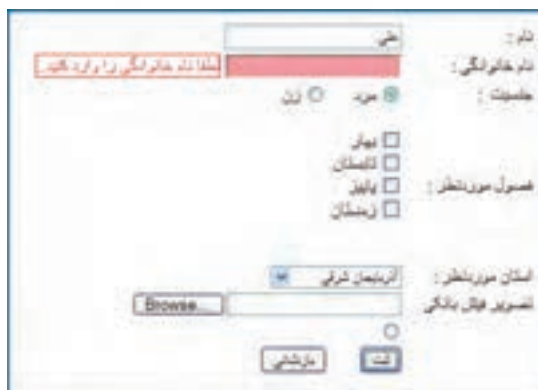 نام : علی
نام خانوادگی : لطفا نام خانوادگی را وارد کنید.
جنسیت : مرد زن
بهار
تابستان
فصول موردنظر : پاییز
زمستان
استان موردنظر : آذربایجان شرقی
تصویر فیش بانکی Browse...
ثبت بازنشانی